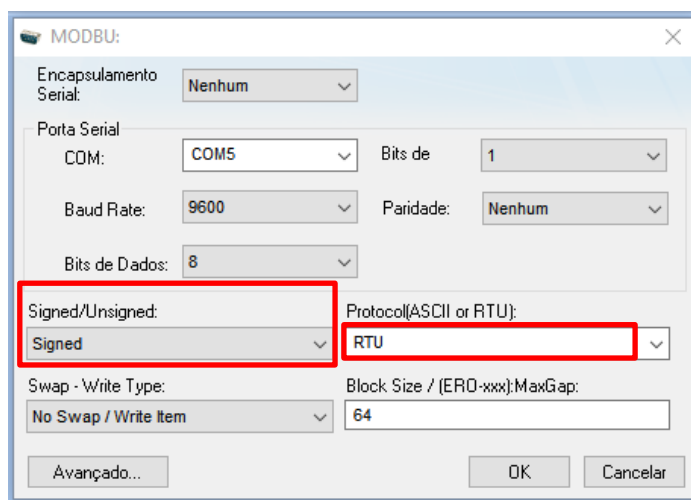 MODBU:
Encapsulamento
Serial:
Nenhum
Porta Serial
COM:
COM5
Bits de
1
Baud Rate:
9600
Paridade:
Nenhum
Bits de Dados:
8
Signed/Unsigned:
Protocol(ASCII or RTU):
Signed
RTU
Swap - Write Type:
Block Size / (ERO-xxx):MaxGap:
No Swap / Write Item
64
Avançado...
OK
Cancelar